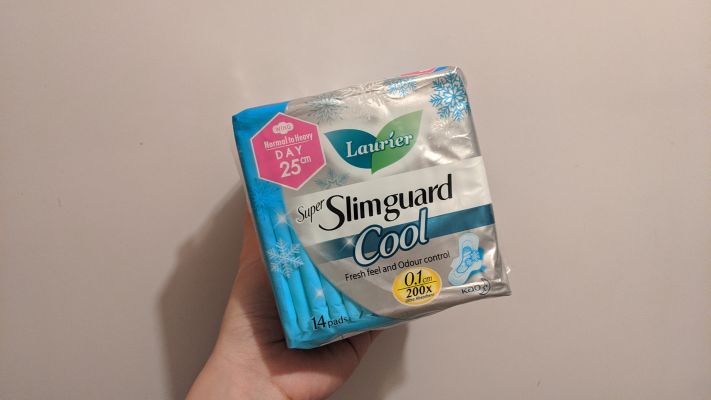 WING
Normal to Heavy
DAY
25cm
Laurier
Super Slimguard
Cool
Fresh feel and Odour control
0.1cm
200x
14 pads
Kao